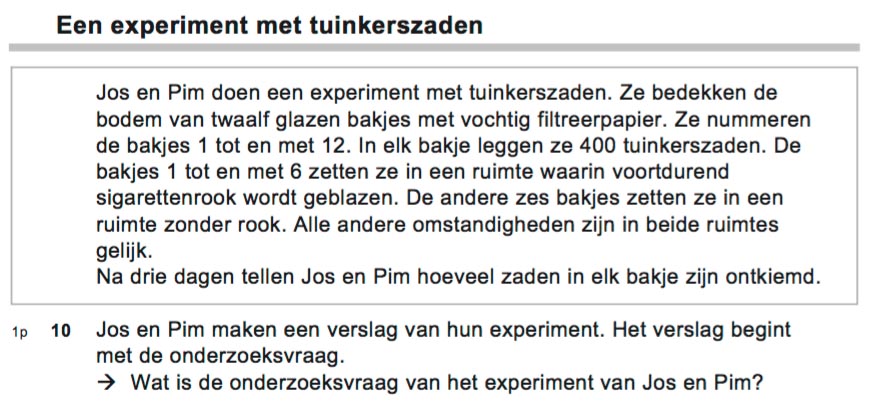 Een experiment met tuinkerszaden
Jos en Pim doen een experiment met tuinkerszaden. Ze bedekken de
bodem van twaalf glazen bakjes met vochtig filtreerpapier. Ze nummeren
de bakjes 1 tot en met 12. In elk bakje leggen ze 400 tuinkerszaden. De
bakjes 1 tot en met 6 zetten ze in een ruimte waarin voortdurend
sigarettenrook wordt geblazen. De andere zes bakjes zetten ze in een
ruimte zonder rook. Alle andere omstandigheden zijn in beide ruimtes
gelijk.
Na drie dagen tellen Jos en Pim hoeveel zaden in elk bakje zijn ontkiemd.
1p 10 Jos en Pim maken een verslag van hun experiment. Het verslag begint
met de onderzoeksvraag.
→ Wat is de onderzoeksvraag van het experiment van Jos en Pim?